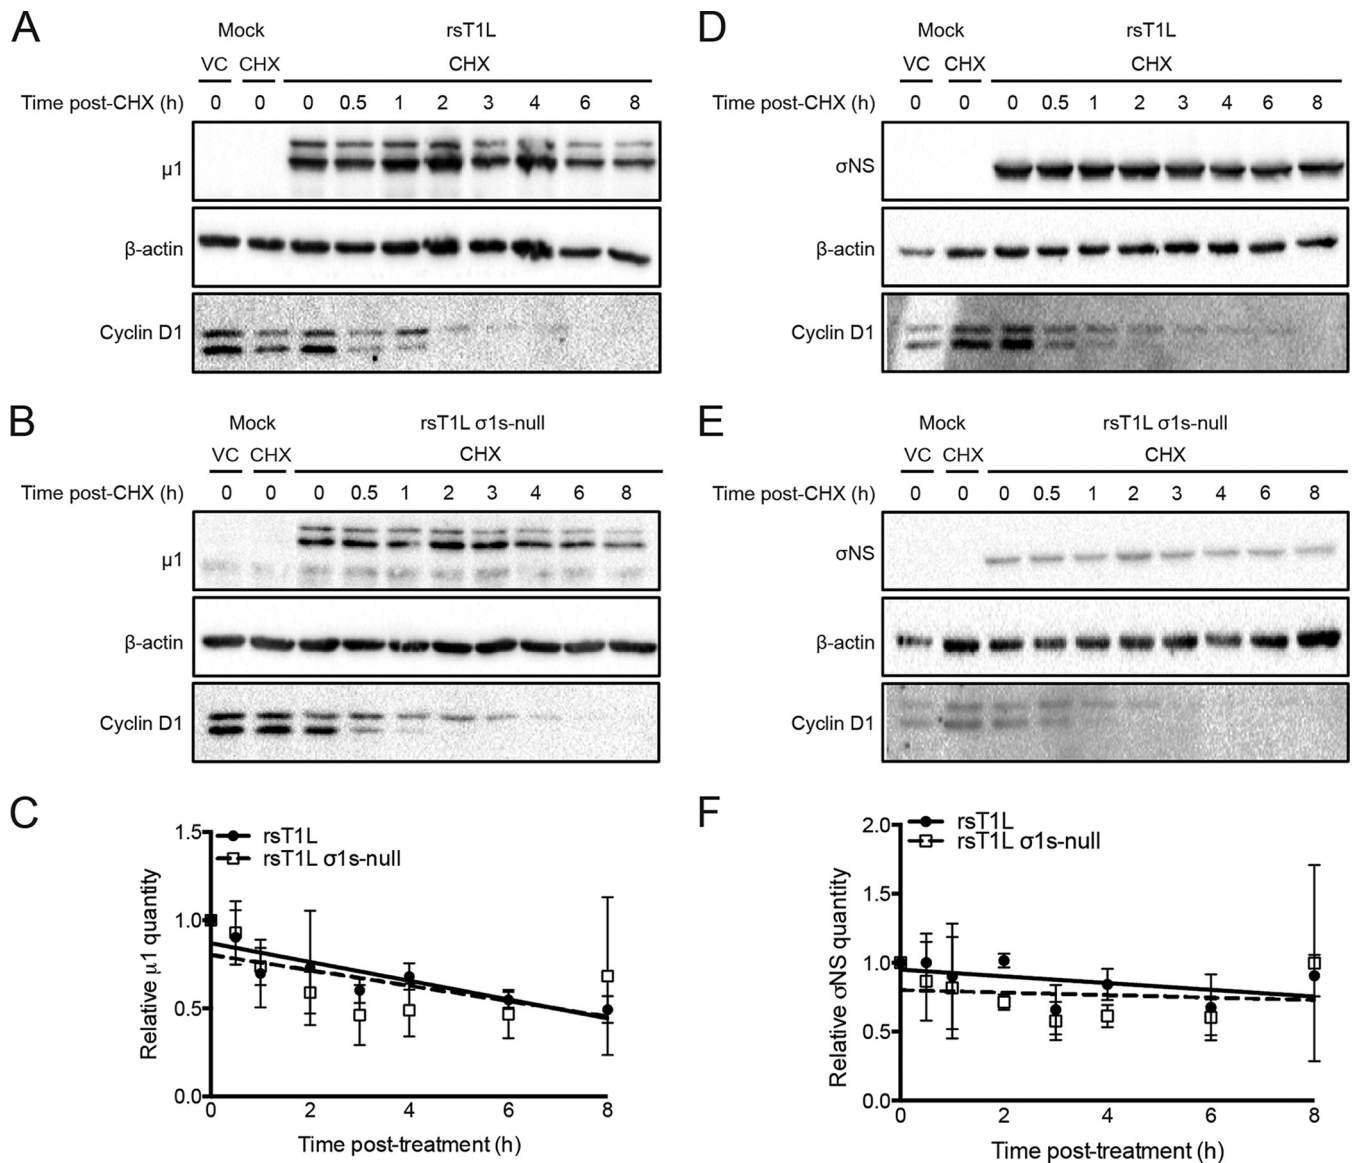 A
Mock rsT1L
VC CHX CHX
Time post-CHX (h) 0 0 0 0.5 1 2 3 4 6 8
μ1
β-actin
Cyclin D1
B
Mock rsT1L σ1s-null
VC CHX CHX
Time post-CHX (h) 0 0 0 0.5 1 2 3 4 6 8
μ1
β-actin
Cyclin D1
C
rsT1L
rsT1L σ1s-null
Relative μ1 quantity
1.5
1.0
0.5
0.0
0 2 4 6 8
Time post-treatment (h)
D
Mock rsT1L
VC CHX CHX
Time post-CHX (h) 0 0 0 0.5 1 2 3 4 6 8
σNS
β-actin
Cyclin D1
E
Mock rsT1L σ1s-null
VC CHX CHX
Time post-CHX (h) 0 0 0 0.5 1 2 3 4 6 8
σNS
β-actin
Cyclin D1
F
rsT1L
rsT1L σ1s-null
Relative σNS quantity
2.0
1.5
1.0
0.5
0.0
0 2 4 6 8
Time post-treatment (h)